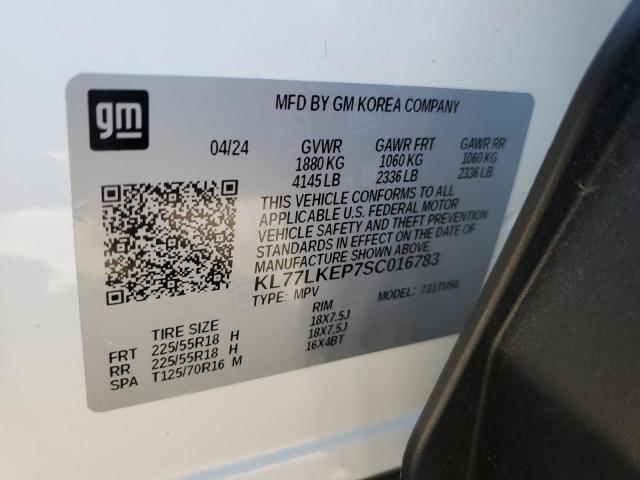 gm
MFD BY GM KOREA COMPANY
04/24 GVWR GAWR FRT GAWR RR
1880 KG 1060 KG 1060 KG
4145 LB 2336 LB 2336 LB
THIS VEHICLE CONFORMS TO ALL
APPLICABLE U.S. FEDERAL MOTOR
VEHICLE SAFETY AND THEFT PREVENTION
STANDARDS IN EFFECT ON THE DATE OF
MANUFACTURE SHOWN ABOVE.
KL77LKEP7SC016783
TYPE: MPV MODEL: 731TUS6
TIRE SIZE RIM
FRT 225/55R18 H 18X7.5J
RR 225/55R18 H 18X7.5J
SPA T125/70R16 M 16X4BT